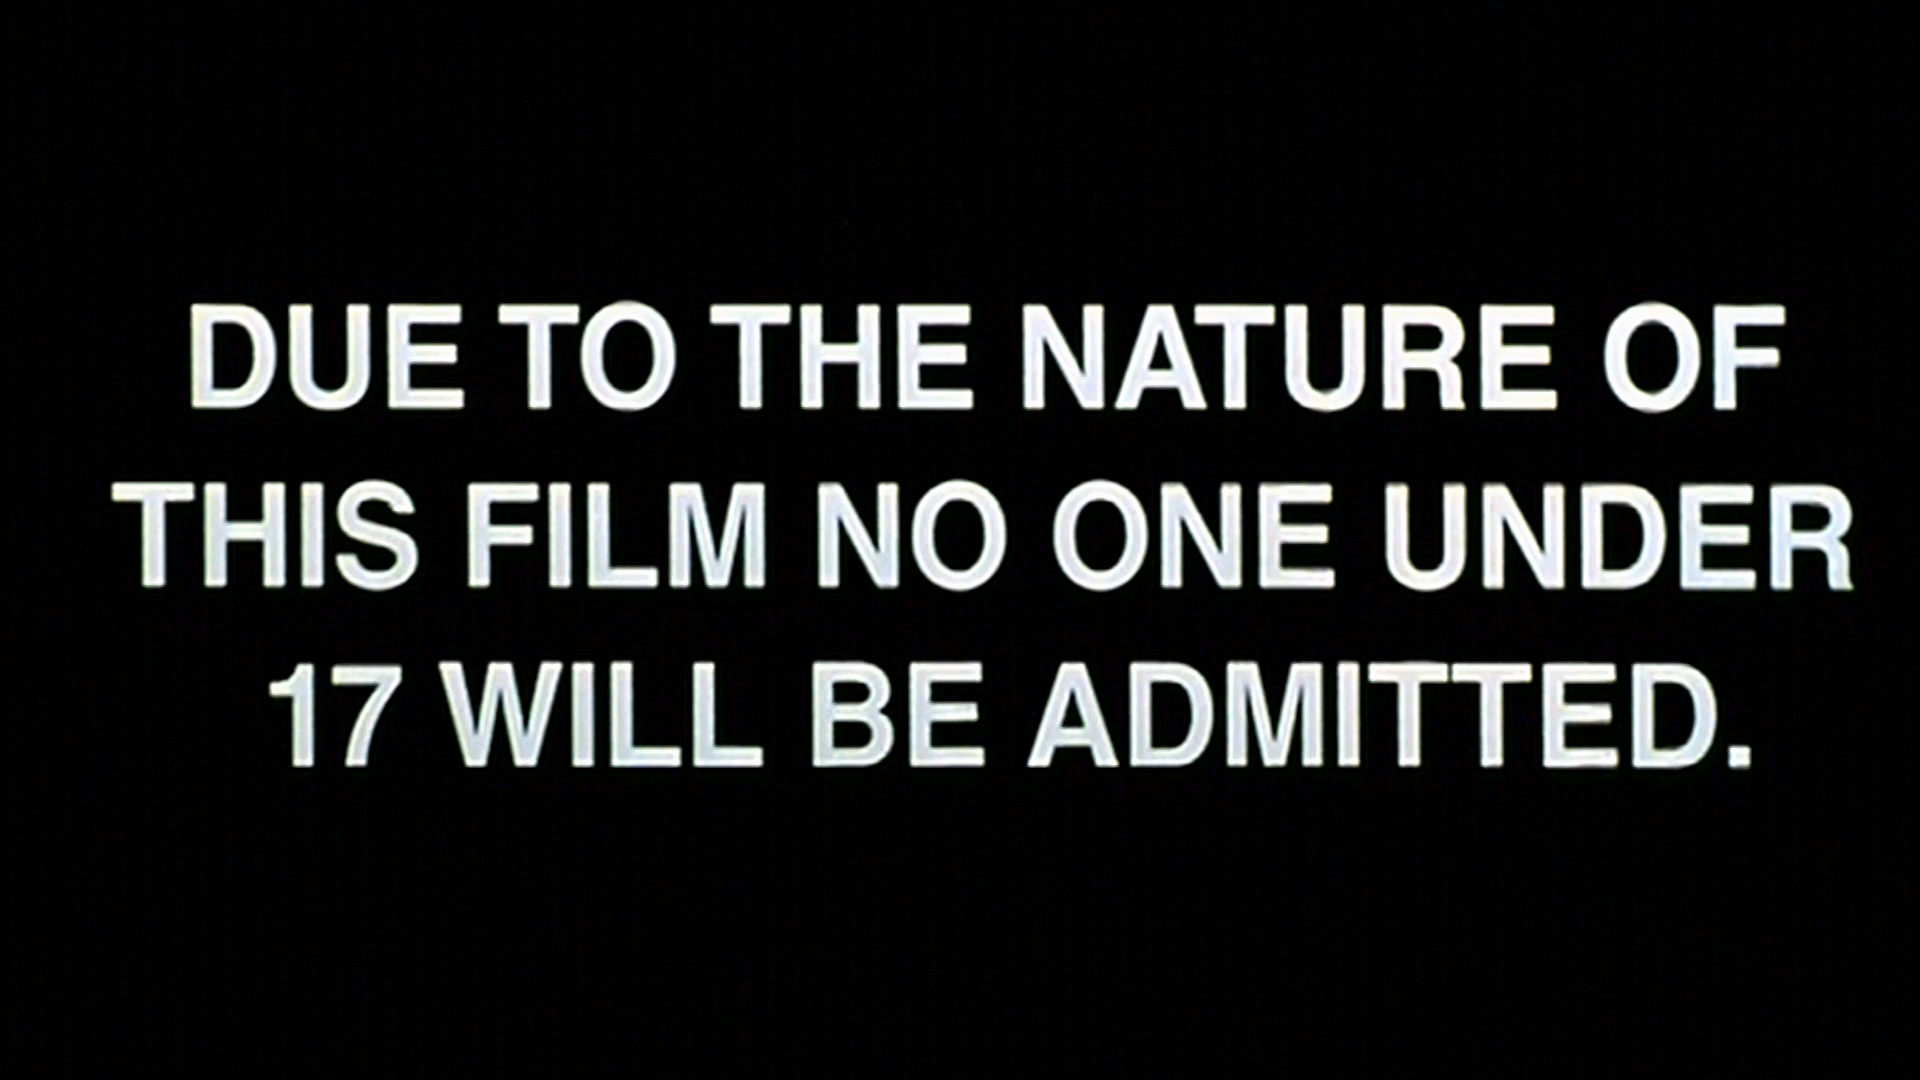 DUE TO THE NATURE OF
THIS FILM NO ONE UNDER
17 WILL BE ADMITTED.